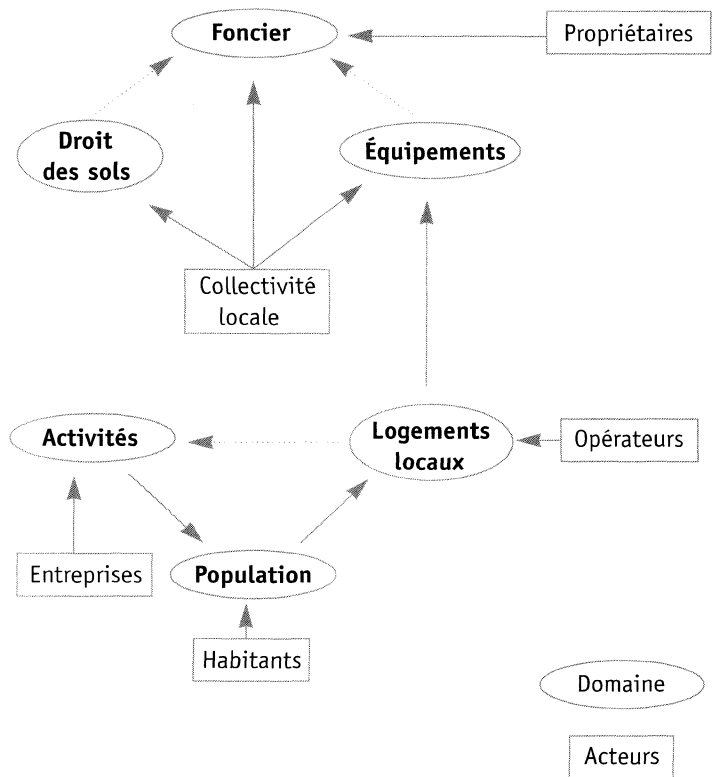 Foncier
Propriétaires
Droit
des sols
Équipements
Collectivité
locale
Activités
Logements
locaux
Opérateurs
Entreprises
Population
Habitants
Domaine
Acteurs